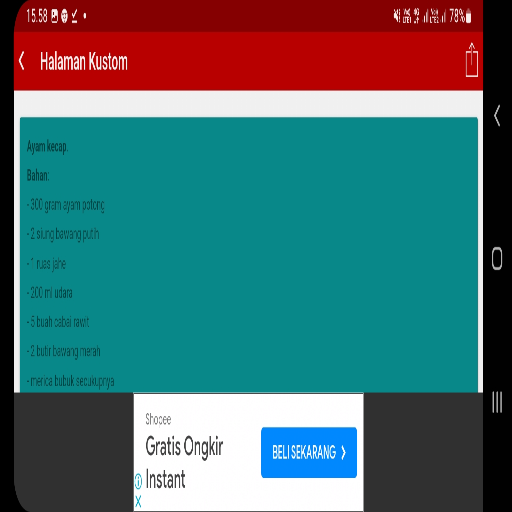 15.58
78%
Halaman Kustom
Ayam kecap.
Bahan:
- 300 gram ayam potong
- 2 siung bawang putih
- 1 ruas jahe
- 200 ml udara
- 5 buah cabai rawit
- 2 butir bawang merah
- merica bubuk secukupnya
Shopee
Gratis Ongkir
Instant
BELI SEKARANG